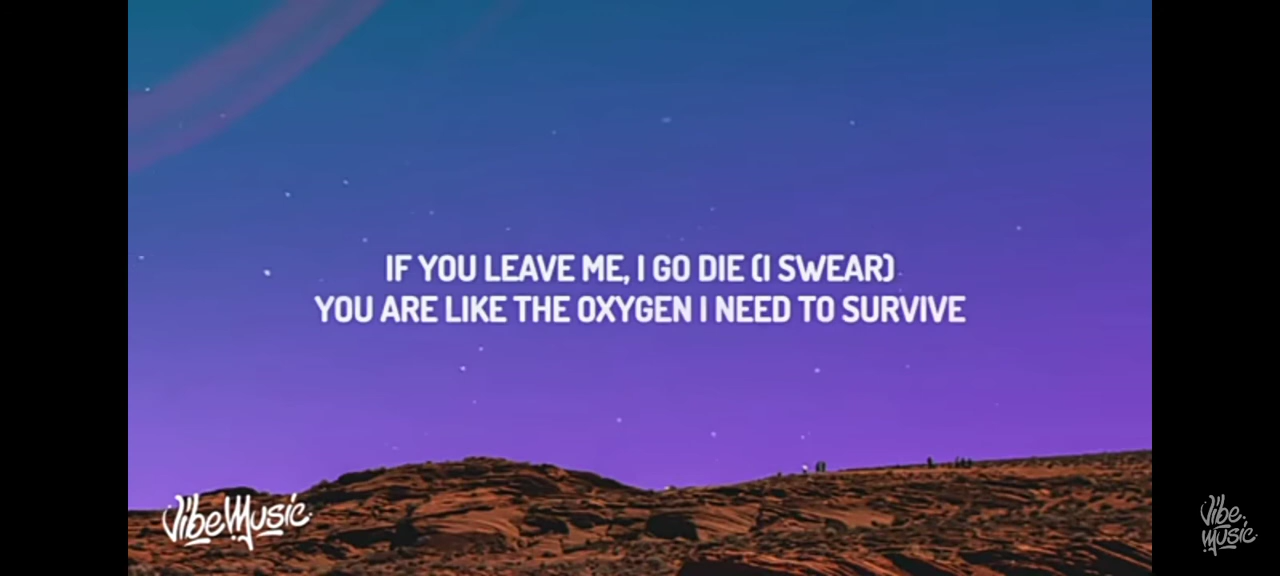 IF YOU LEAVE ME, I GO DIE (I SWEAR)
YOU ARE LIKE THE OXYGEN I NEED TO SURVIVE
Vibe Music
Vibe
Music